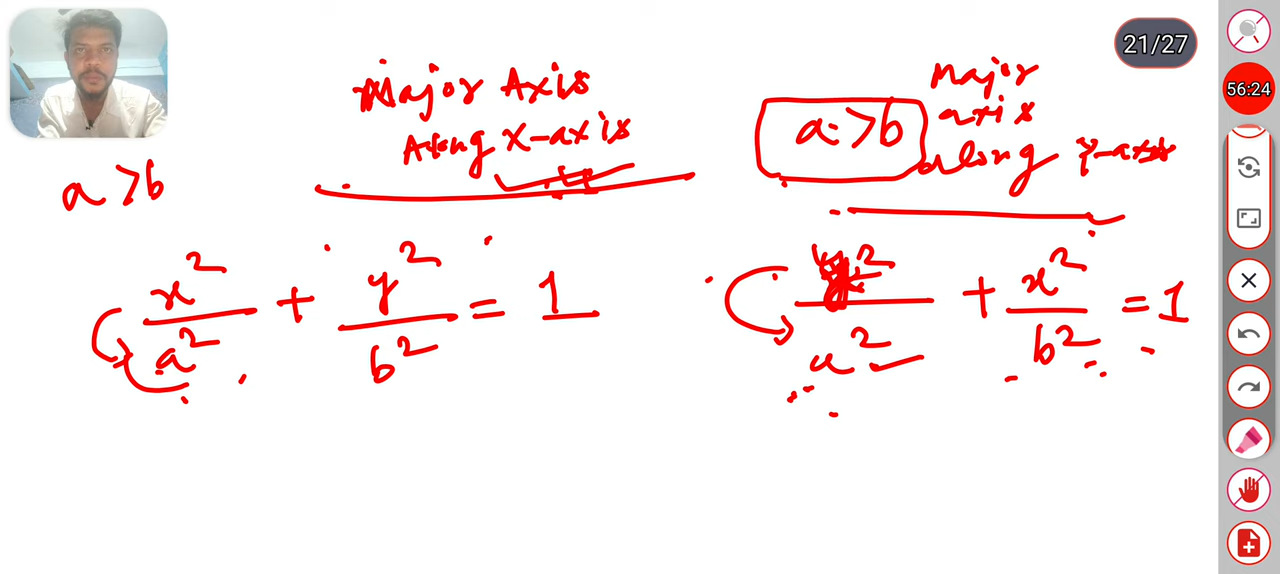 21/27
56:24
Major Axis
Along x-axis
a > b
x²/a² + y²/b² = 1
a > b
Major
axis
along Y-axis
y²/a² + x²/b² = 1